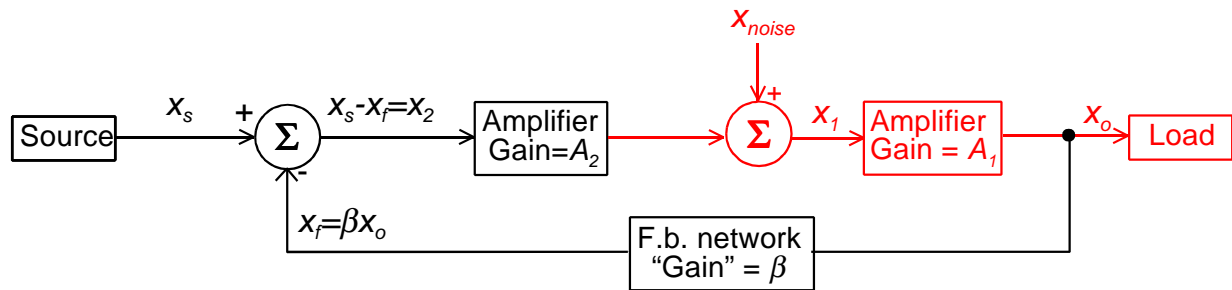 x_noise
x_s
+
x_s-x_f=x_2
+
x_1
x_o
Source
Σ
Amplifier
Gain=A_2
Σ
Amplifier
Gain = A_1
Load
-
x_f=βx_o
F.b. network
“Gain” = β